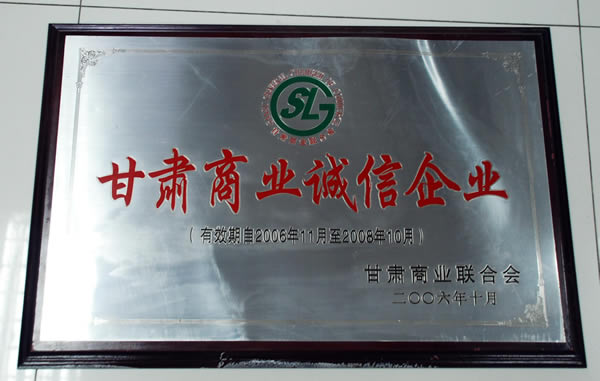 SLG
甘肃商业诚信企业
（有效期自2006年11月至2008年10月）
甘肃商业联合会
二〇〇六年十月